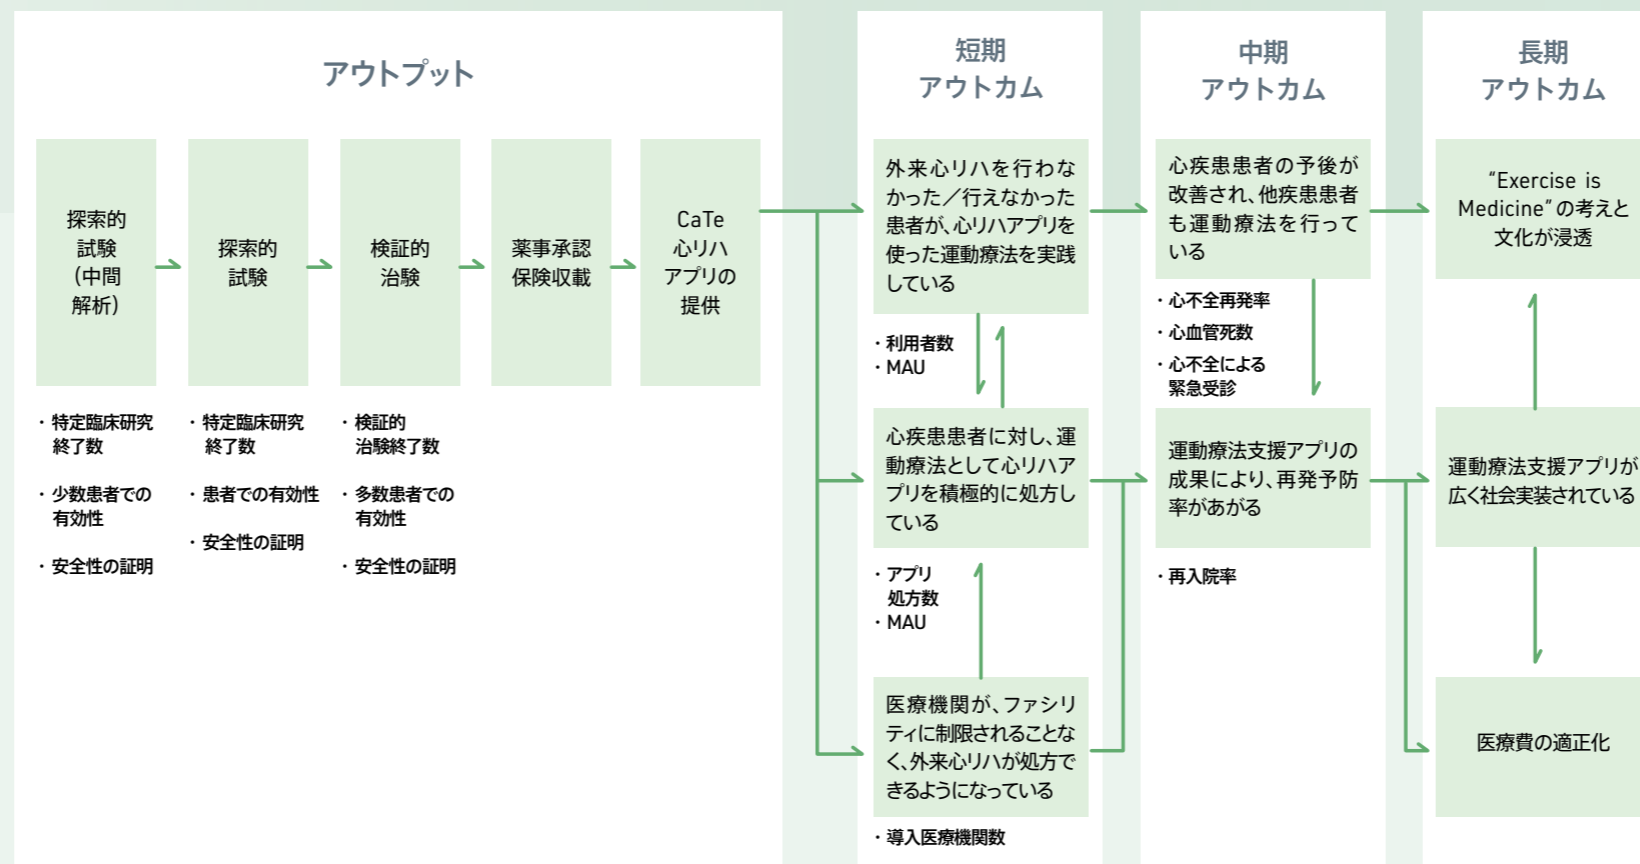 アウトプット
探索的
試験
(中間
解析)
・特定臨床研究
終了数
・少数患者での
有効性
・安全性の証明
探索的
試験
・特定臨床研究
終了数
・患者での有効性
・安全性の証明
検証的
治験
・検証的
治験終了数
・多数患者での
有効性
・安全性の証明
薬事承認
保険収載
CaTe
心リハ
アプリの
提供
短期
アウトカム
外来心リハを行わな
かった／行えなかった
患者が、心リハアプリを
使った運動療法を実践
している
・利用者数
・MAU
心疾患患者に対し、運
動療法として心リハア
プリを積極的に処方し
ている
・アプリ
処方数
・MAU
医療機関が、ファシリ
ティに制限されることな
く、外来心リハが処方で
きるようになっている
・導入医療機関数
中期
アウトカム
心疾患患者の予後が
改善され、他疾患患者
も運動療法を行って
いる
・心不全再発率
・心血管死数
・心不全による
緊急受診
運動療法支援アプリの
成果により、再発予防
率があがる
・再入院率
長期
アウトカム
“Exercise is
Medicine”の考えと
文化が浸透
運動療法支援アプリが
広く社会実装されている
医療費の適正化